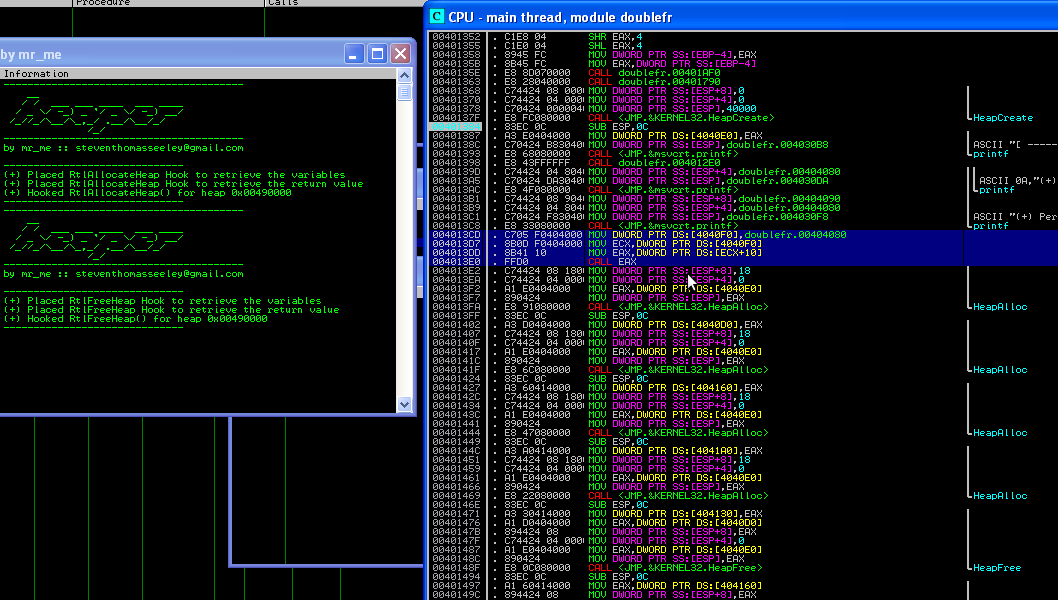 Procedure
Calls
by mr_me
Information
by mr_me :: steventhomasseeley@gmail.com
(+) Placed RtlAllocateHeap Hook to retrieve the variables
(+) Placed RtlAllocateHeap Hook to retrieve the return value
(+) Hooked RtlAllocateHeap() for heap 0x00490000
by mr_me :: steventhomasseeley@gmail.com
(+) Placed RtlFreeHeap Hook to retrieve the variables
(+) Placed RtlFreeHeap Hook to retrieve the return value
(+) Hooked RtlFreeHeap() for heap 0x00490000
C CPU - main thread, module doublefr
00401352 . C1E8 04 SHR EAX,4
00401355 . C1E0 04 SHL EAX,4
00401358 . 8945 FC MOV DWORD PTR SS:[EBP-4],EAX
0040135B . 8B45 FC MOV EAX,DWORD PTR SS:[EBP-4]
0040135E . E8 8D070000 CALL doublefr.00401AF0
00401363 . E8 28040000 CALL doublefr.00401790
00401368 . C74424 08 000 MOV DWORD PTR SS:[ESP+8],0
00401370 . C74424 04 000 MOV DWORD PTR SS:[ESP+4],0
00401378 . C70424 000004 MOV DWORD PTR SS:[ESP],40000
0040137F . E8 FC080000 CALL <JMP.&KERNEL32.HeapCreate> HeapCreate
. 83EC 0C SUB ESP,0C
00401387 . A3 E0404000 MOV DWORD PTR DS:[4040E0],EAX
0040138C . C70424 B83040 MOV DWORD PTR SS:[ESP],doublefr.004030B8 ASCII "[ -----
00401393 . E8 68080000 CALL <JMP.&msvcrt.printf> printf
00401398 . E8 43FFFFFF CALL doublefr.004012E0
0040139D . C74424 04 804 MOV DWORD PTR SS:[ESP+4],doublefr.00404080
004013A5 . C70424 DA3040 MOV DWORD PTR SS:[ESP],doublefr.004030DA ASCII 0A,"(+)
004013AC . E8 4F080000 CALL <JMP.&msvcrt.printf> printf
004013B1 . C74424 08 904 MOV DWORD PTR SS:[ESP+8],doublefr.00404090
004013B9 . C74424 04 804 MOV DWORD PTR SS:[ESP+4],doublefr.00404080
004013C1 . C70424 F83040 MOV DWORD PTR SS:[ESP],doublefr.004030F8 ASCII "(+) Per
004013C8 . E8 33080000 CALL <JMP.&msvcrt.printf> printf
004013CD . C705 F0404000 MOV DWORD PTR DS:[4040F0],doublefr.00404080
004013D7 . 8B0D F0404000 MOV ECX,DWORD PTR DS:[4040F0]
004013DD . 8B41 10 MOV EAX,DWORD PTR DS:[ECX+10]
004013E0 . FFD0 CALL EAX
004013E2 . C74424 08 180 MOV DWORD PTR SS:[ESP+8],18
004013EA . C74424 04 000 MOV DWORD PTR SS:[ESP+4],0
004013F2 . A1 E0404000 MOV EAX,DWORD PTR DS:[4040E0]
004013F7 . 890424 MOV DWORD PTR SS:[ESP],EAX
004013FA . E8 91080000 CALL <JMP.&KERNEL32.HeapAlloc> HeapAlloc
004013FF . 83EC 0C SUB ESP,0C
00401402 . A3 D0404000 MOV DWORD PTR DS:[4040D0],EAX
00401407 . C74424 08 180 MOV DWORD PTR SS:[ESP+8],18
0040140F . C74424 04 000 MOV DWORD PTR SS:[ESP+4],0
00401417 . A1 E0404000 MOV EAX,DWORD PTR DS:[4040E0]
0040141C . 890424 MOV DWORD PTR SS:[ESP],EAX
0040141F . E8 6C080000 CALL <JMP.&KERNEL32.HeapAlloc> HeapAlloc
00401424 . 83EC 0C SUB ESP,0C
00401427 . A3 60414000 MOV DWORD PTR DS:[404160],EAX
0040142C . C74424 08 180 MOV DWORD PTR SS:[ESP+8],18
00401434 . C74424 04 000 MOV DWORD PTR SS:[ESP+4],0
0040143C . A1 E0404000 MOV EAX,DWORD PTR DS:[4040E0]
00401441 . 890424 MOV DWORD PTR SS:[ESP],EAX
00401444 . E8 47080000 CALL <JMP.&KERNEL32.HeapAlloc> HeapAlloc
00401449 . 83EC 0C SUB ESP,0C
0040144C . A3 A0414000 MOV DWORD PTR DS:[4041A0],EAX
00401451 . C74424 08 180 MOV DWORD PTR SS:[ESP+8],18
00401459 . C74424 04 000 MOV DWORD PTR SS:[ESP+4],0
00401461 . A1 E0404000 MOV EAX,DWORD PTR DS:[4040E0]
00401466 . 890424 MOV DWORD PTR SS:[ESP],EAX
00401469 . E8 22080000 CALL <JMP.&KERNEL32.HeapAlloc> HeapAlloc
0040146E . 83EC 0C SUB ESP,0C
00401471 . A3 30414000 MOV DWORD PTR DS:[404130],EAX
00401476 . A1 D0404000 MOV EAX,DWORD PTR DS:[4040D0]
0040147B . 894424 08 MOV DWORD PTR SS:[ESP+8],EAX
0040147F . C74424 04 000 MOV DWORD PTR SS:[ESP+4],0
00401487 . A1 E0404000 MOV EAX,DWORD PTR DS:[4040E0]
0040148C . 890424 MOV DWORD PTR SS:[ESP],EAX
0040148F . E8 0C080000 CALL <JMP.&KERNEL32.HeapFree> HeapFree
00401494 . 83EC 0C SUB ESP,0C
00401497 . A1 60414000 MOV EAX,DWORD PTR DS:[404160]
0040149C . 894424 08 MOV DWORD PTR SS:[ESP+8],EAX